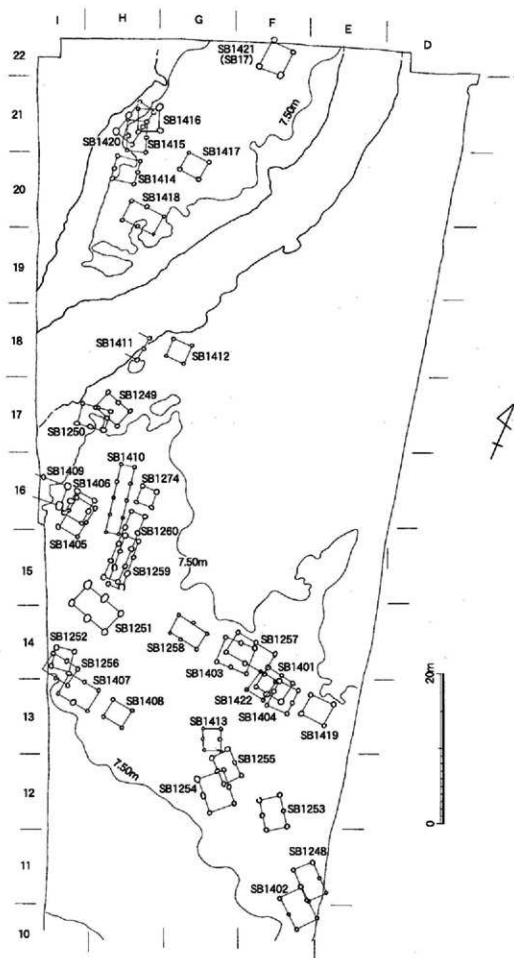 I H G F E D
22
SB1421
(SB17)
7.50m
21
SB1416
SB1420
SB1415
SB1417
20
SB1414
SB1418
19
18
SB1411
SB1412
17
SB1249
SB1250
SB1410
SB1409
SB1406
SB1274
16
SB1260
SB1405
7.50m
15
SB1259
SB1251
14
SB1252
SB1257
SB1258
SB1256
SB1403
SB1401
SB1407
SB1408
SB1422
SB1404
13
SB1419
SB1413
7.50m
SB1255
12
SB1254
SB1253
11
SB1248
SB1402
10
20m
0